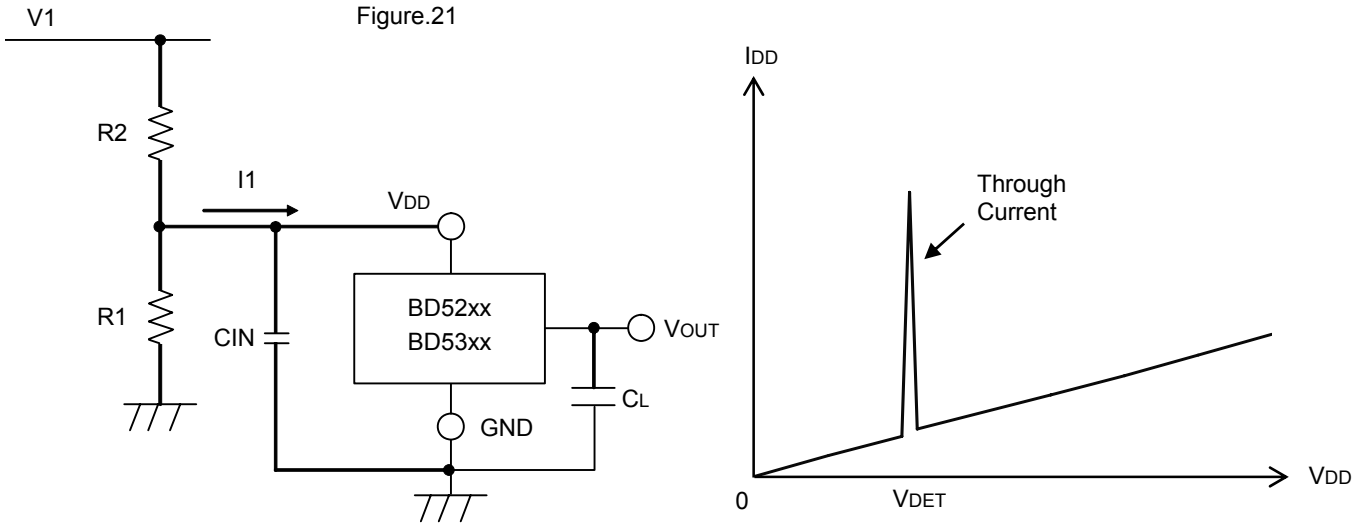 V1
Figure.21
R2
I1
VDD
R1
CIN
BD52xx
BD53xx
VOUT
CL
GND
IDD
Through
Current
0
VDET
VDD